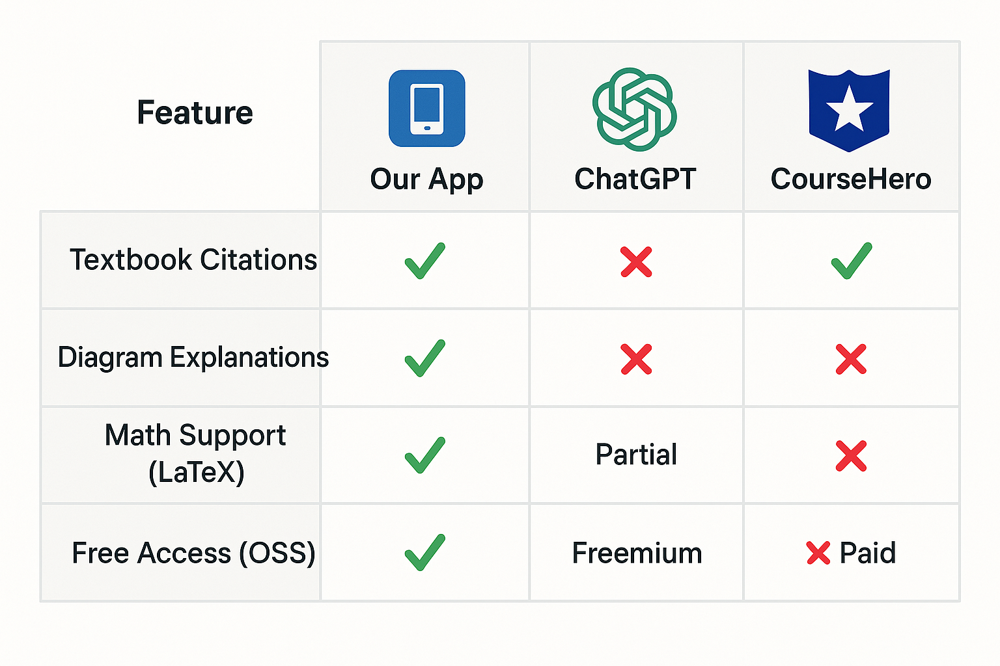 Feature
Our App
ChatGPT
CourseHero
Textbook Citations
Diagram Explanations
Math Support
(LaTeX)
Partial
Free Access (OSS)
Freemium
Paid